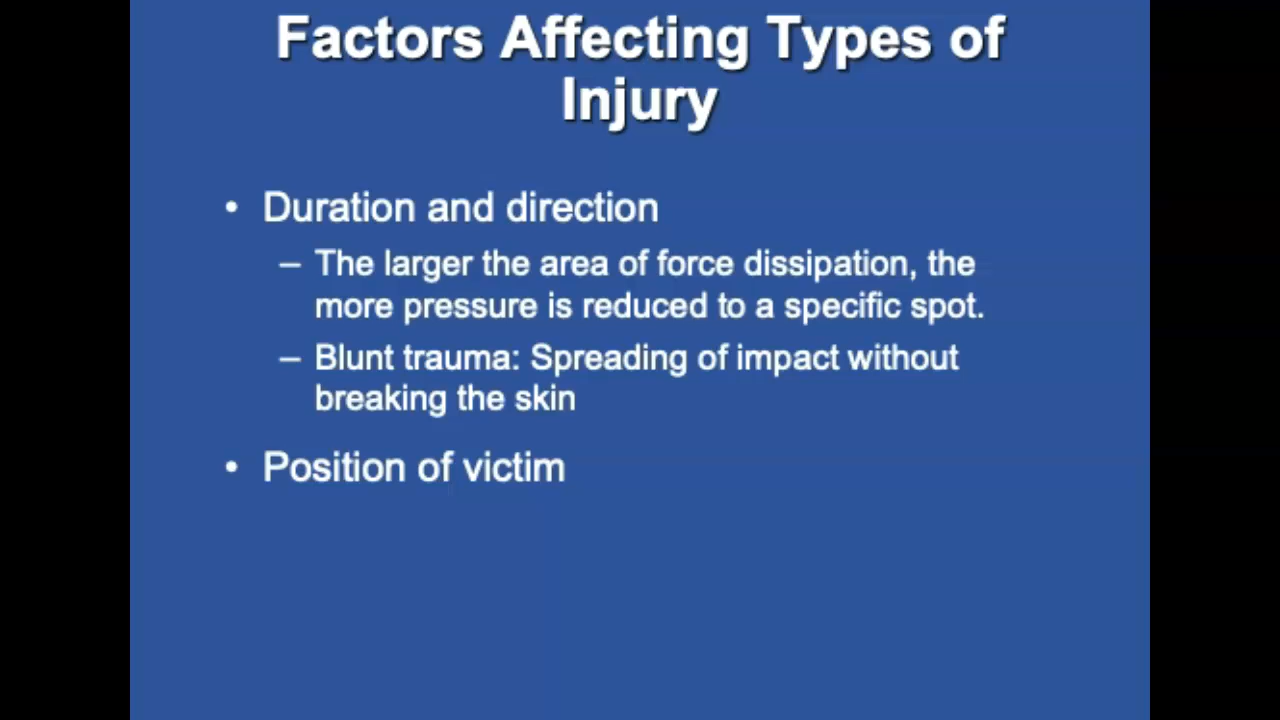 Factors Affecting Types of
Injury
• Duration and direction
– The larger the area of force dissipation, the
more pressure is reduced to a specific spot.
– Blunt trauma: Spreading of impact without
breaking the skin
• Position of victim